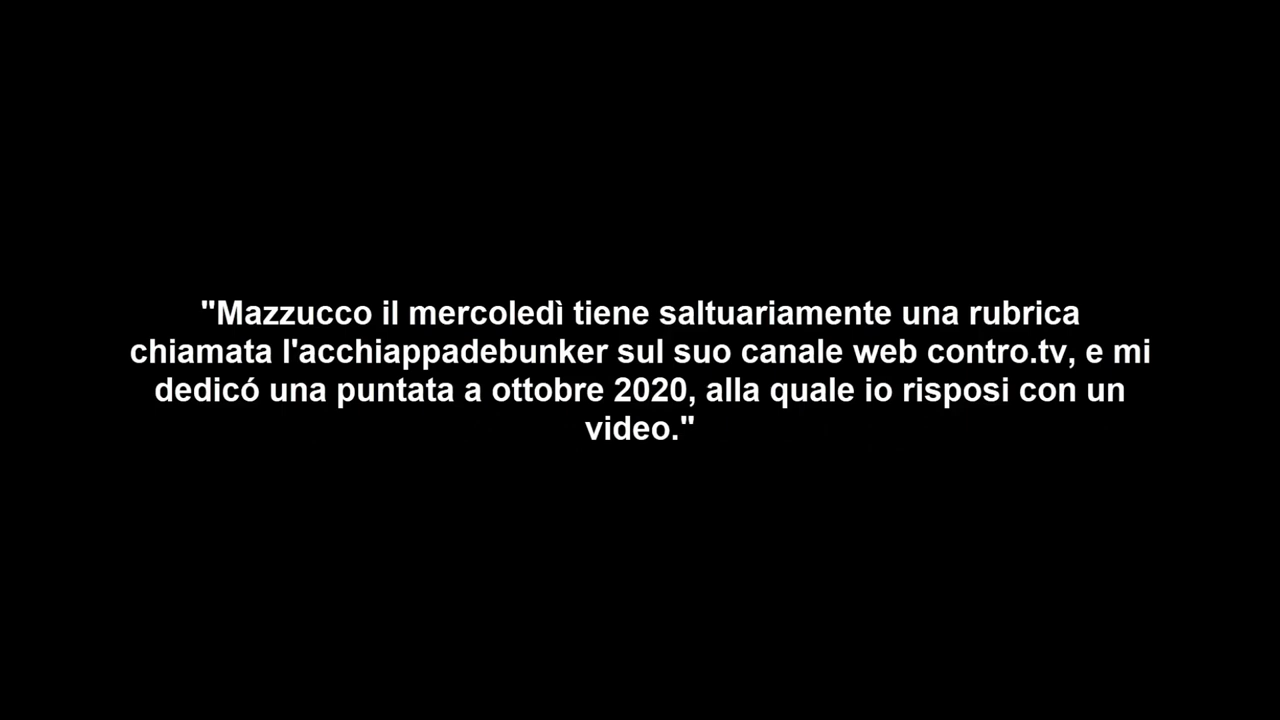 "Mazzucco il mercoledì tiene saltuariamente una rubrica
chiamata l'acchiappadebunker sul suo canale web contro.tv, e mi
dedicó una puntata a ottobre 2020, alla quale io risposi con un
video."